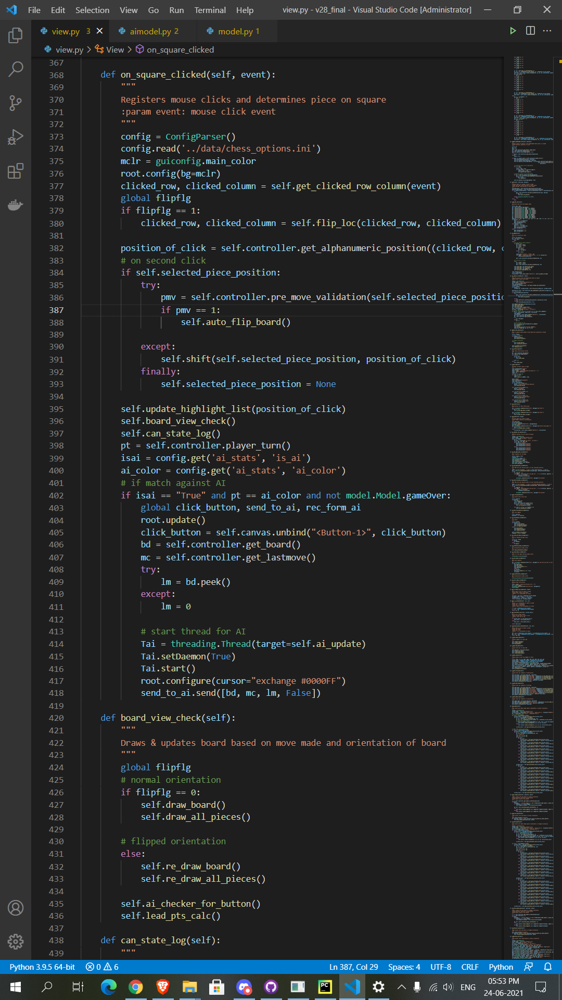 File Edit Selection View Go Run Terminal Help view.py - v28_final - Visual Studio Code [Administrator]
view.py 3 aimodel.py 2 model.py 1
view.py > View > on_square_clicked
367
368 def on_square_clicked(self, event):
369 """
370 Registers mouse clicks and determines piece on square
371 :param event: mouse click event
372 """
373 config = ConfigParser()
374 config.read('../data/chess_options.ini')
375 mclr = guiconfig.main_color
376 root.config(bg=mclr)
377 clicked_row, clicked_column = self.get_clicked_row_column(event)
378 global flipflg
379 if flipflg == 1:
380 clicked_row, clicked_column = self.flip_loc(clicked_row, clicked_column)
381
382 position_of_click = self.controller.get_alphanumeric_position((clicked_row,
383 # on second click
384 if self.selected_piece_position:
385 try:
386 pmv = self.controller.pre_move_validation(self.selected_piece_positio
387 if pmv == 1:
388 self.auto_flip_board()
389
390 except:
391 self.shift(self.selected_piece_position, position_of_click)
392 finally:
393 self.selected_piece_position = None
394
395 self.update_highlight_list(position_of_click)
396 self.board_view_check()
397 self.can_state_log()
398 pt = self.controller.player_turn()
399 isai = config.get('ai_stats', 'is_ai')
400 ai_color = config.get('ai_stats', 'ai_color')
401 # if match against AI
402 if isai == "True" and pt == ai_color and not model.Model.gameOver:
403 global click_button, send_to_ai, rec_form_ai
404 root.update()
405 click_button = self.canvas.unbind("<Button-1>", click_button)
406 bd = self.controller.get_board()
407 mc = self.controller.get_lastmove()
408 try:
409 lm = bd.peek()
410 except:
411 lm = 0
412
413 # start thread for AI
414 Tai = threading.Thread(target=self.ai_update)
415 Tai.setDaemon(True)
416 Tai.start()
417 root.configure(cursor="exchange #0000FF")
418 send_to_ai.send([bd, mc, lm, False])
419
420 def board_view_check(self):
421 """
422 Draws & updates board based on move made and orientation of board
423 """
424 global flipflg
425 # normal orientation
426 if flipflg == 0:
427 self.draw_board()
428 self.draw_all_pieces()
429
430 # flipped orientation
431 else:
432 self.re_draw_board()
433 self.re_draw_all_pieces()
434
435 self.ai_checker_for_button()
436 self.lead_pts_calc()
437
438 def can_state_log(self):
439 """
Python 3.9.5 64-bit 0 6 Ln 387, Col 29 Spaces: 4 UTF-8 CRLF Python
PC ENG 05:53 PM
24-06-2021